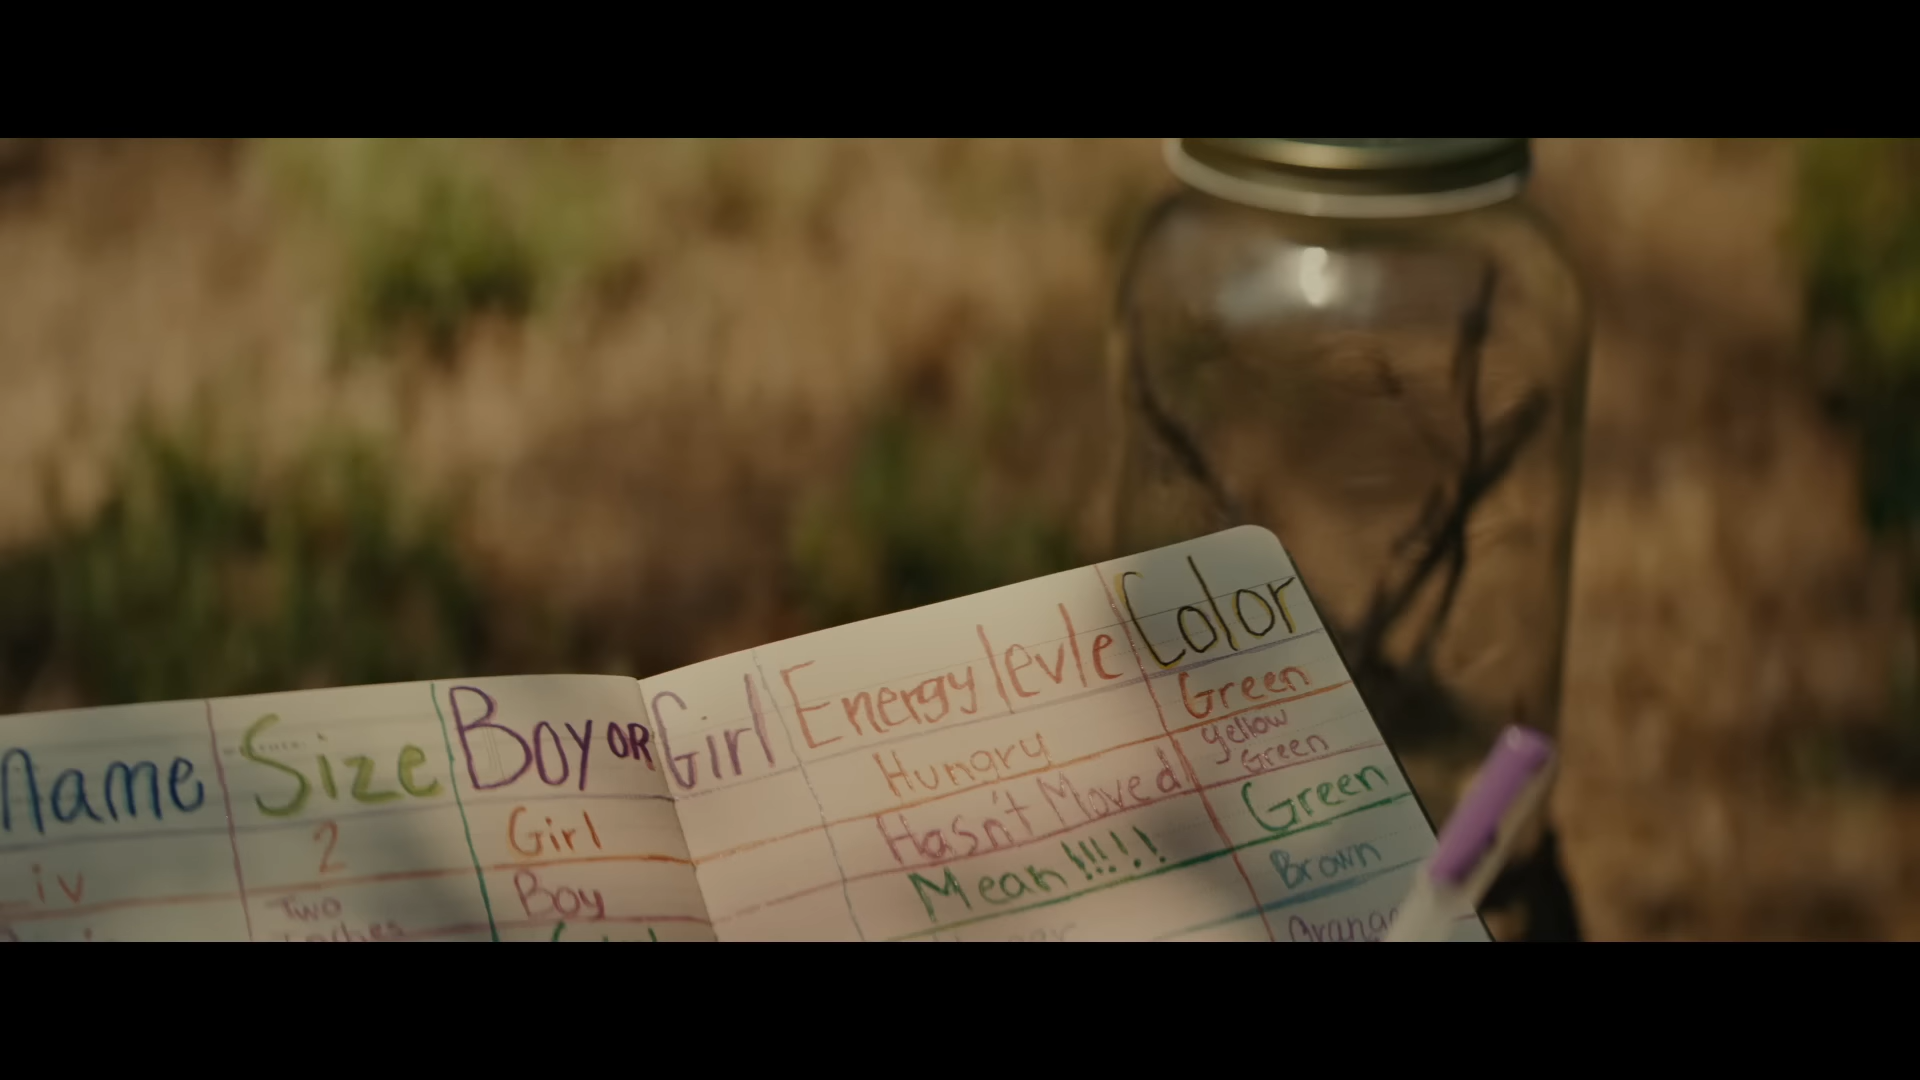 Name Size Boy OR Girl Energy levle Color
iv 2 Girl Hungry Green
Two Inches Boy Hasn't Moved yellow Green
Mean!!!!! Green
Brown